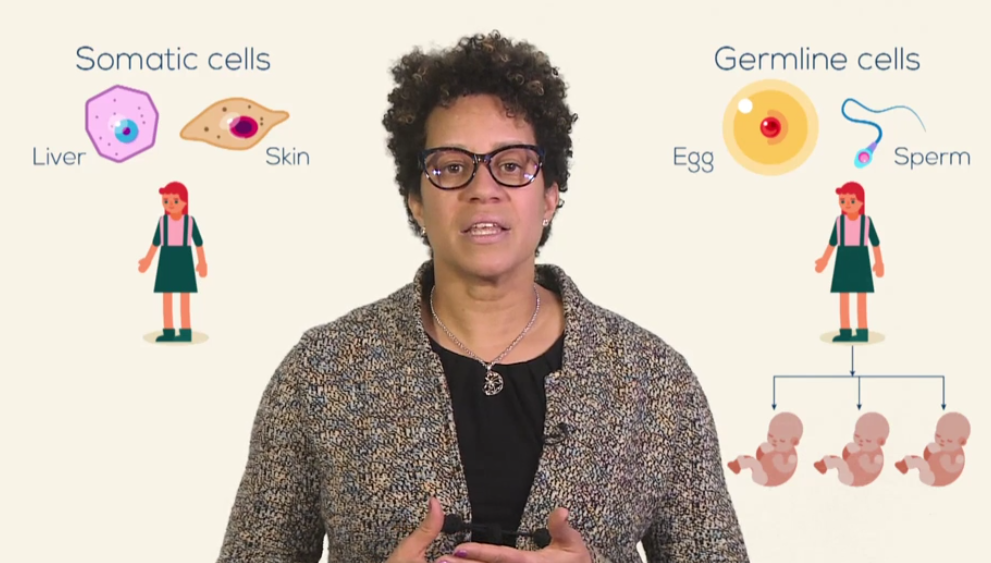 Somatic cells
Liver
Skin
Germline cells
Egg
Sperm